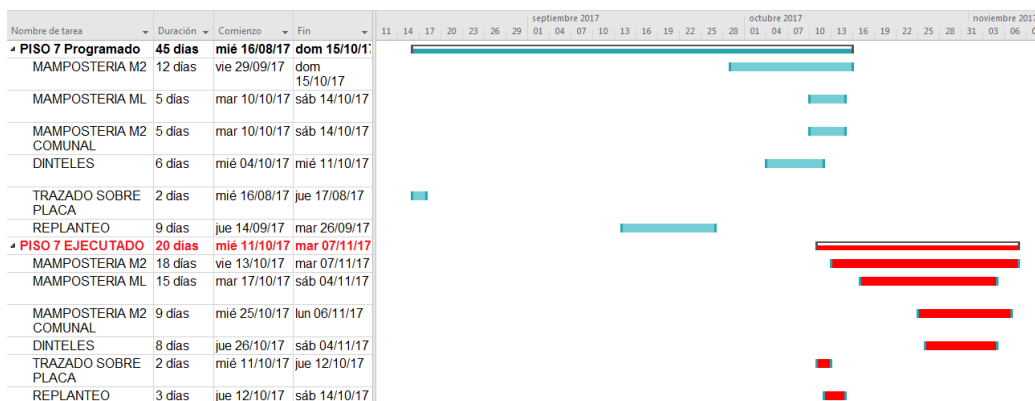 septiembre 2017 octubre 2017 noviembre 2017
Nombre de tarea Duración Comienzo Fin 11 14 17 20 23 26 29 01 04 07 10 13 16 19 22 25 28 01 04 07 10 13 16 19 22 25 28 31 03 06
PISO 7 Programado 45 dias mié 16/08/17 dom 15/10/17
MAMPOSTERIA M2 12 días vie 29/09/17 dom
15/10/17
MAMPOSTERIA ML 5 días mar 10/10/17 sáb 14/10/17
MAMPOSTERIA M2 5 días mar 10/10/17 sáb 14/10/17
COMUNAL
DINTELES 6 días mié 04/10/17 mié 11/10/17
TRAZADO SOBRE 2 días mié 16/08/17 jue 17/08/17
PLACA
REPLANTEO 9 días jue 14/09/17 mar 26/09/17
PISO 7 EJECUTADO 20 dias mié 11/10/17 mar 07/11/17
MAMPOSTERIA M2 18 días vie 13/10/17 mar 07/11/17
MAMPOSTERIA ML 15 días mar 17/10/17 sáb 04/11/17
MAMPOSTERIA M2 9 días mié 25/10/17 lun 06/11/17
COMUNAL
DINTELES 8 días jue 26/10/17 sáb 04/11/17
TRAZADO SOBRE 2 días mié 11/10/17 jue 12/10/17
PLACA
REPLANTEO 3 días jue 12/10/17 sáb 14/10/17